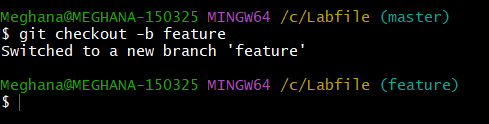 Meghana@MEGHANA-150325 MINGW64 /c/Labfile (master)
$ git checkout -b feature
Switched to a new branch 'feature'
Meghana@MEGHANA-150325 MINGW64 /c/Labfile (feature)
$